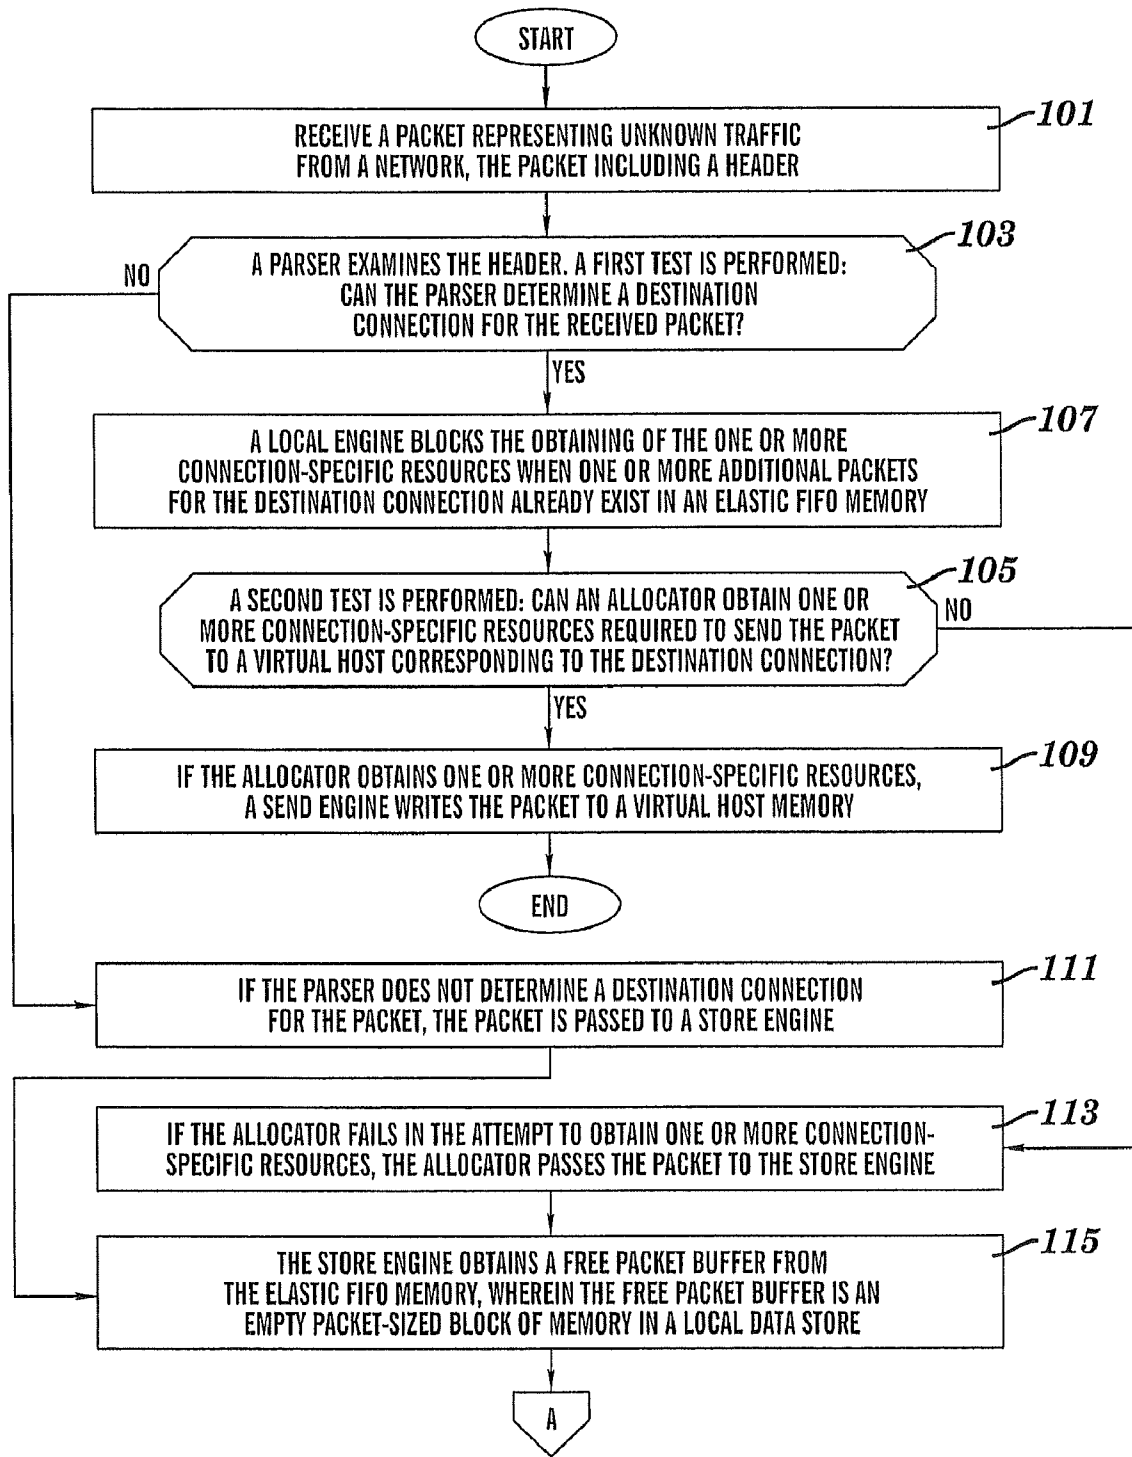 START
101
RECEIVE A PACKET REPRESENTING UNKNOWN TRAFFIC
FROM A NETWORK, THE PACKET INCLUDING A HEADER
103
NO
A PARSER EXAMINES THE HEADER. A FIRST TEST IS PERFORMED:
CAN THE PARSER DETERMINE A DESTINATION
CONNECTION FOR THE RECEIVED PACKET?
YES
107
A LOCAL ENGINE BLOCKS THE OBTAINING OF THE ONE OR MORE
CONNECTION-SPECIFIC RESOURCES WHEN ONE OR MORE ADDITIONAL PACKETS
FOR THE DESTINATION CONNECTION ALREADY EXIST IN AN ELASTIC FIFO MEMORY
105
A SECOND TEST IS PERFORMED: CAN AN ALLOCATOR OBTAIN ONE OR
MORE CONNECTION-SPECIFIC RESOURCES REQUIRED TO SEND THE PACKET
TO A VIRTUAL HOST CORRESPONDING TO THE DESTINATION CONNECTION?
NO
YES
109
IF THE ALLOCATOR OBTAINS ONE OR MORE CONNECTION-SPECIFIC RESOURCES,
A SEND ENGINE WRITES THE PACKET TO A VIRTUAL HOST MEMORY
END
111
IF THE PARSER DOES NOT DETERMINE A DESTINATION CONNECTION
FOR THE PACKET, THE PACKET IS PASSED TO A STORE ENGINE
113
IF THE ALLOCATOR FAILS IN THE ATTEMPT TO OBTAIN ONE OR MORE CONNECTION-
SPECIFIC RESOURCES, THE ALLOCATOR PASSES THE PACKET TO THE STORE ENGINE
115
THE STORE ENGINE OBTAINS A FREE PACKET BUFFER FROM
THE ELASTIC FIFO MEMORY, WHEREIN THE FREE PACKET BUFFER IS AN
EMPTY PACKET-SIZED BLOCK OF MEMORY IN A LOCAL DATA STORE
A